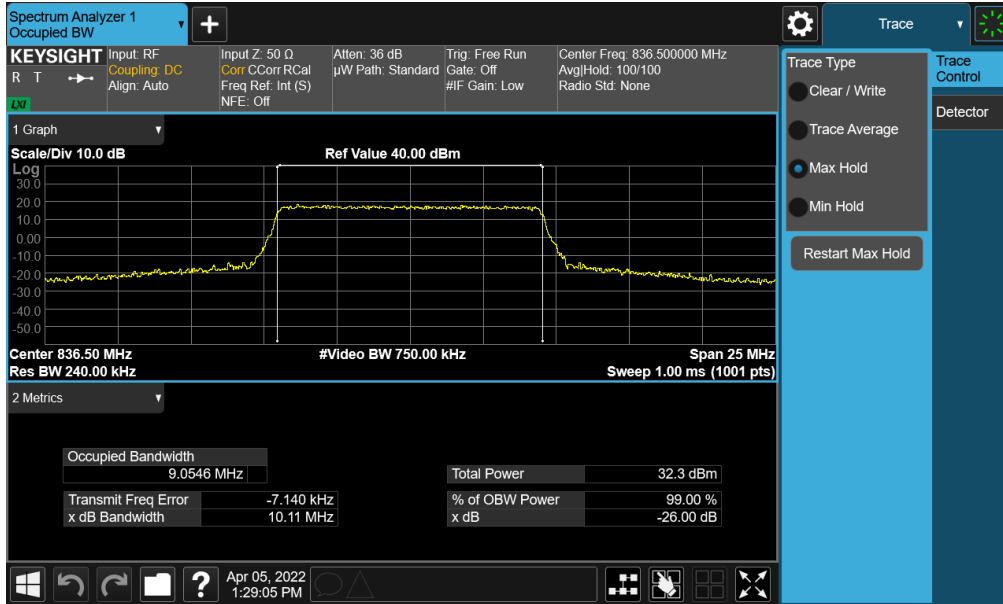 Spectrum Analyzer 1
Occupied BW
+
Trace
KEYSIGHT
R T
LXI
Input: RF
Coupling: DC
Align: Auto
Input Z: 50 Ω
Corr CCorr RCal
Freq Ref: Int (S)
NFE: Off
Atten: 36 dB
µW Path: Standard
Trig: Free Run
Gate: Off
#IF Gain: Low
Center Freq: 836.500000 MHz
Avg|Hold: 100/100
Radio Std: None
1 Graph
Scale/Div 10.0 dB
Ref Value 40.00 dBm
Log
30.0
20.0
10.0
0.00
-10.0
-20.0
-30.0
-40.0
-50.0
Center 836.50 MHz
#Video BW 750.00 kHz
Span 25 MHz
Res BW 240.00 kHz
Sweep 1.00 ms (1001 pts)
2 Metrics
Occupied Bandwidth
9.0546 MHz
Total Power 32.3 dBm
Transmit Freq Error -7.140 kHz
% of OBW Power 99.00 %
x dB Bandwidth 10.11 MHz
x dB -26.00 dB
Trace Type
Clear / Write
Trace Average
Max Hold
Min Hold
Restart Max Hold
Trace
Control
Detector
?
Apr 05, 2022
1:29:05 PM